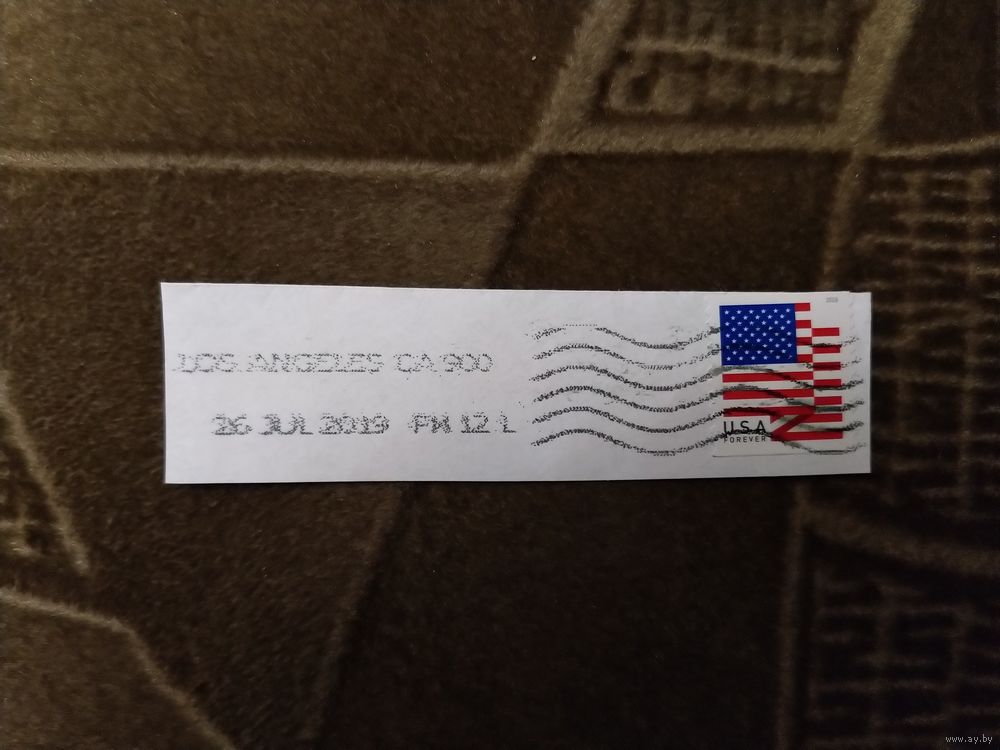 LOS ANGELES CA 900
26 JUL 2019 PM 12 L
USA
FOREVER
www.ay.by